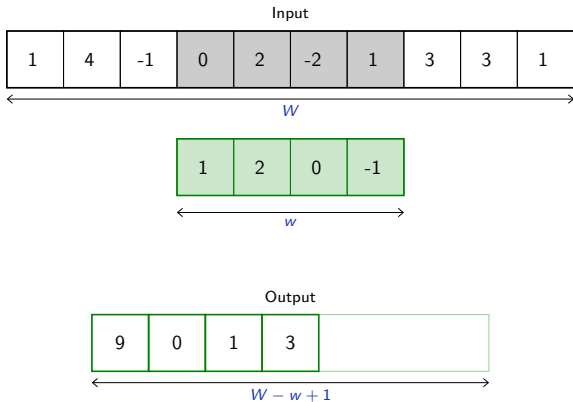 Input
1 4 -1 0 2 -2 1 3 3 1
W
1 2 0 -1
w
Output
9 0 1 3
W − w + 1